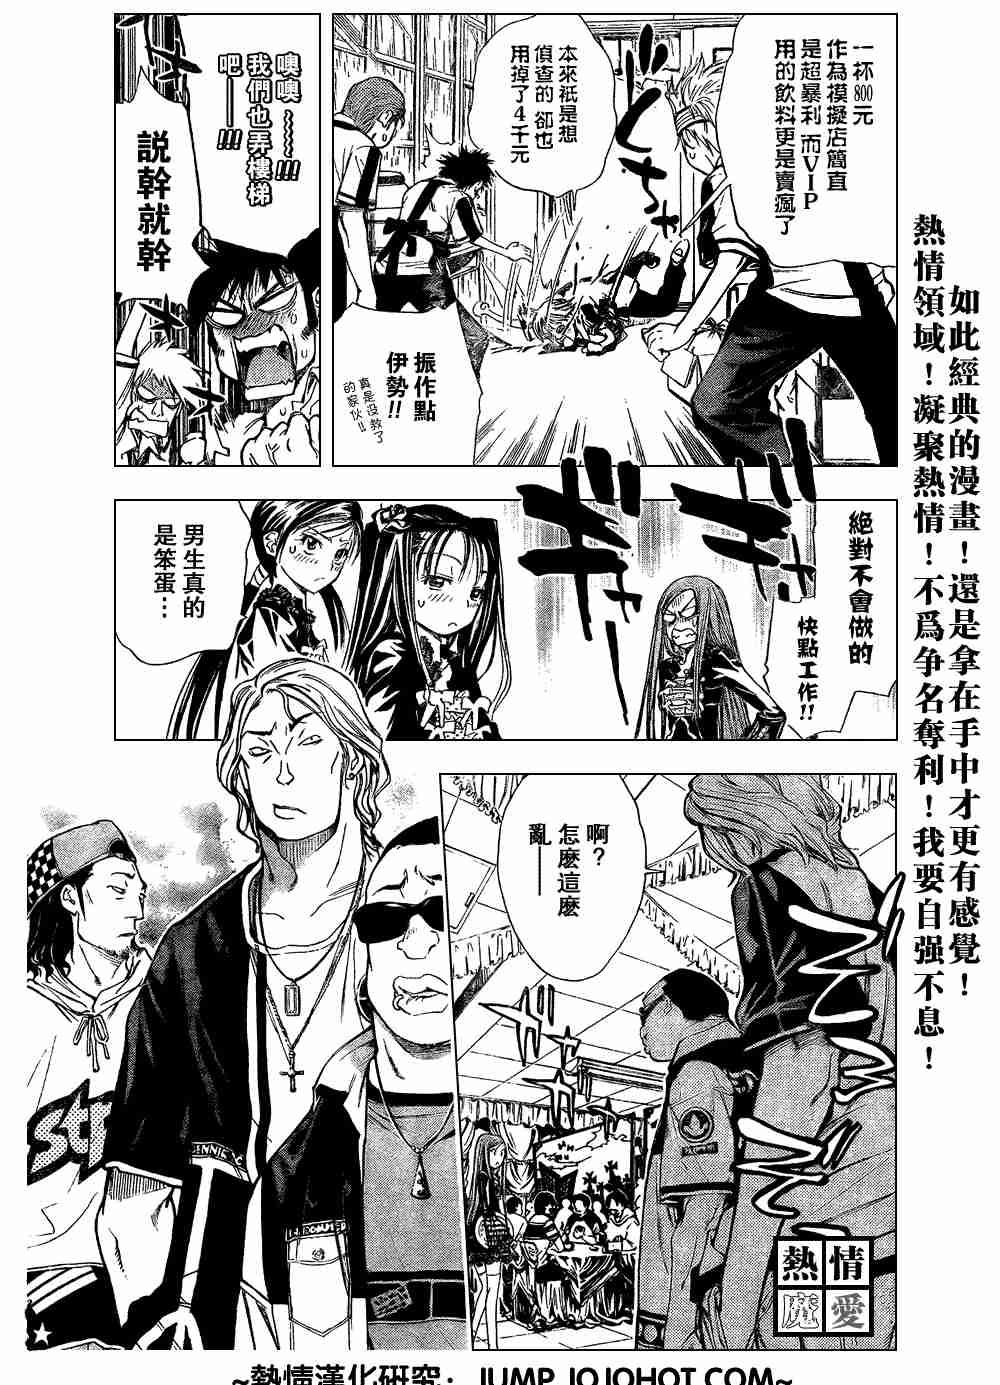 一杯800元
作為摸擬店簡直
是超暴利 而VIP
用的飲料更是賣瘋了
本來祗是想
偵查的 卻也
用掉了4千元
振作點
伊勢!!
真是沒救了
的家伙!!
噢噢~~~!!!
我們也弄樓梯
吧——!!!
説幹就幹
絕對不會做的
快點工作!!
男生真的
是笨蛋…
啊?
怎麼這麼
亂——
如此經典的漫畫！還是拿在手中才更有感覺！
熱情領域！凝聚熱情！不爲争名奪利！我要自强不息！
熱情
魔愛
~熱情漢化研究：JUMP.JOJOHOT.COM~